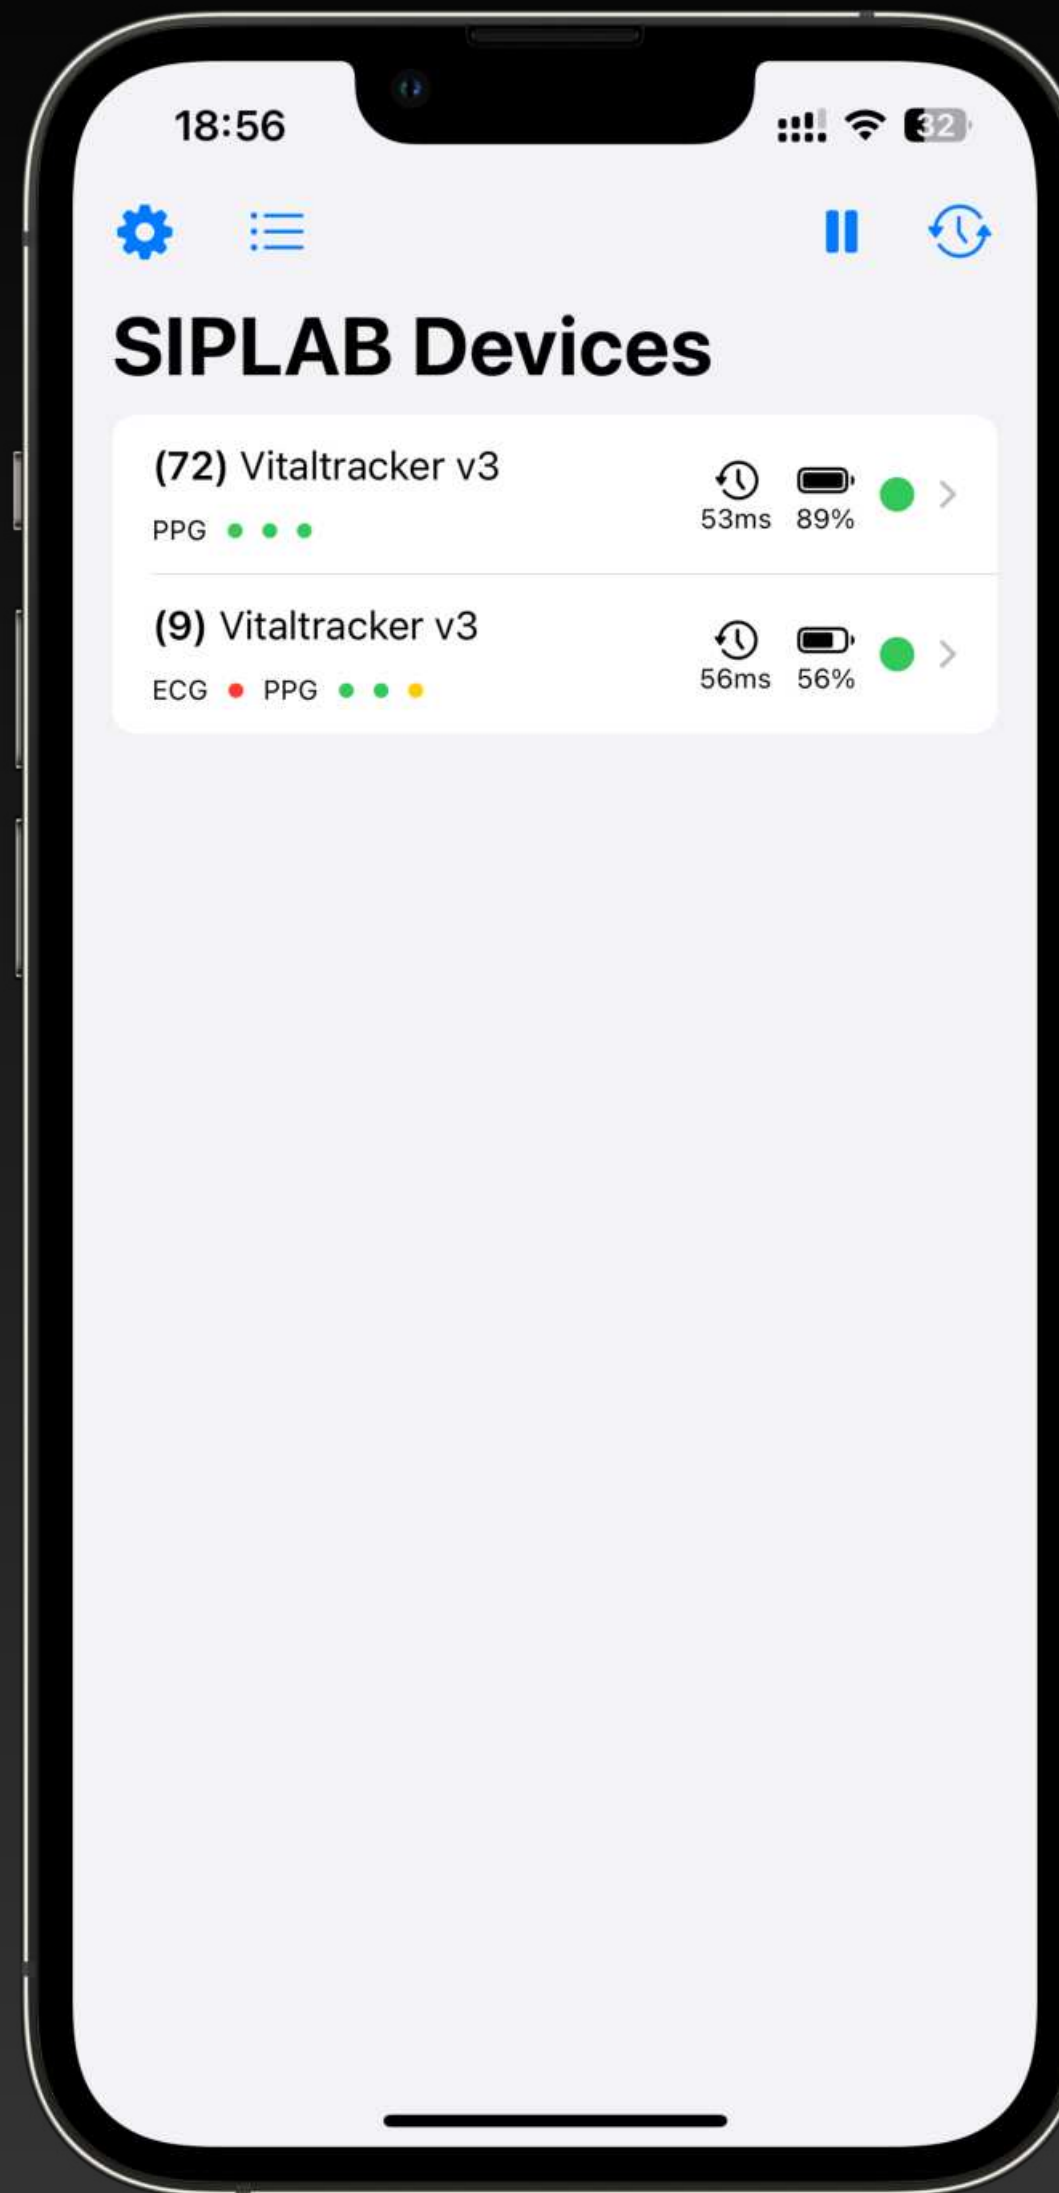 18:56
32
SIPLAB Devices
(72) Vitaltracker v3
PPG
53ms
89%
(9) Vitaltracker v3
ECG PPG
56ms
56%